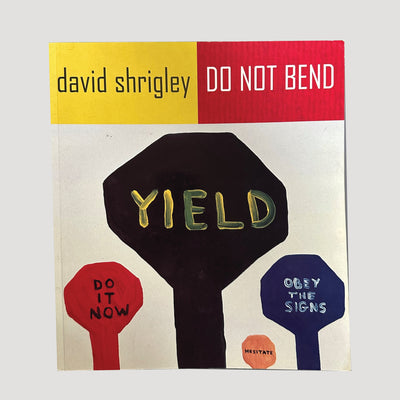 david shrigley
DO NOT BEND
YIELD
DO
IT
NOW
OBEY
THE
SIGNS
HESITATE